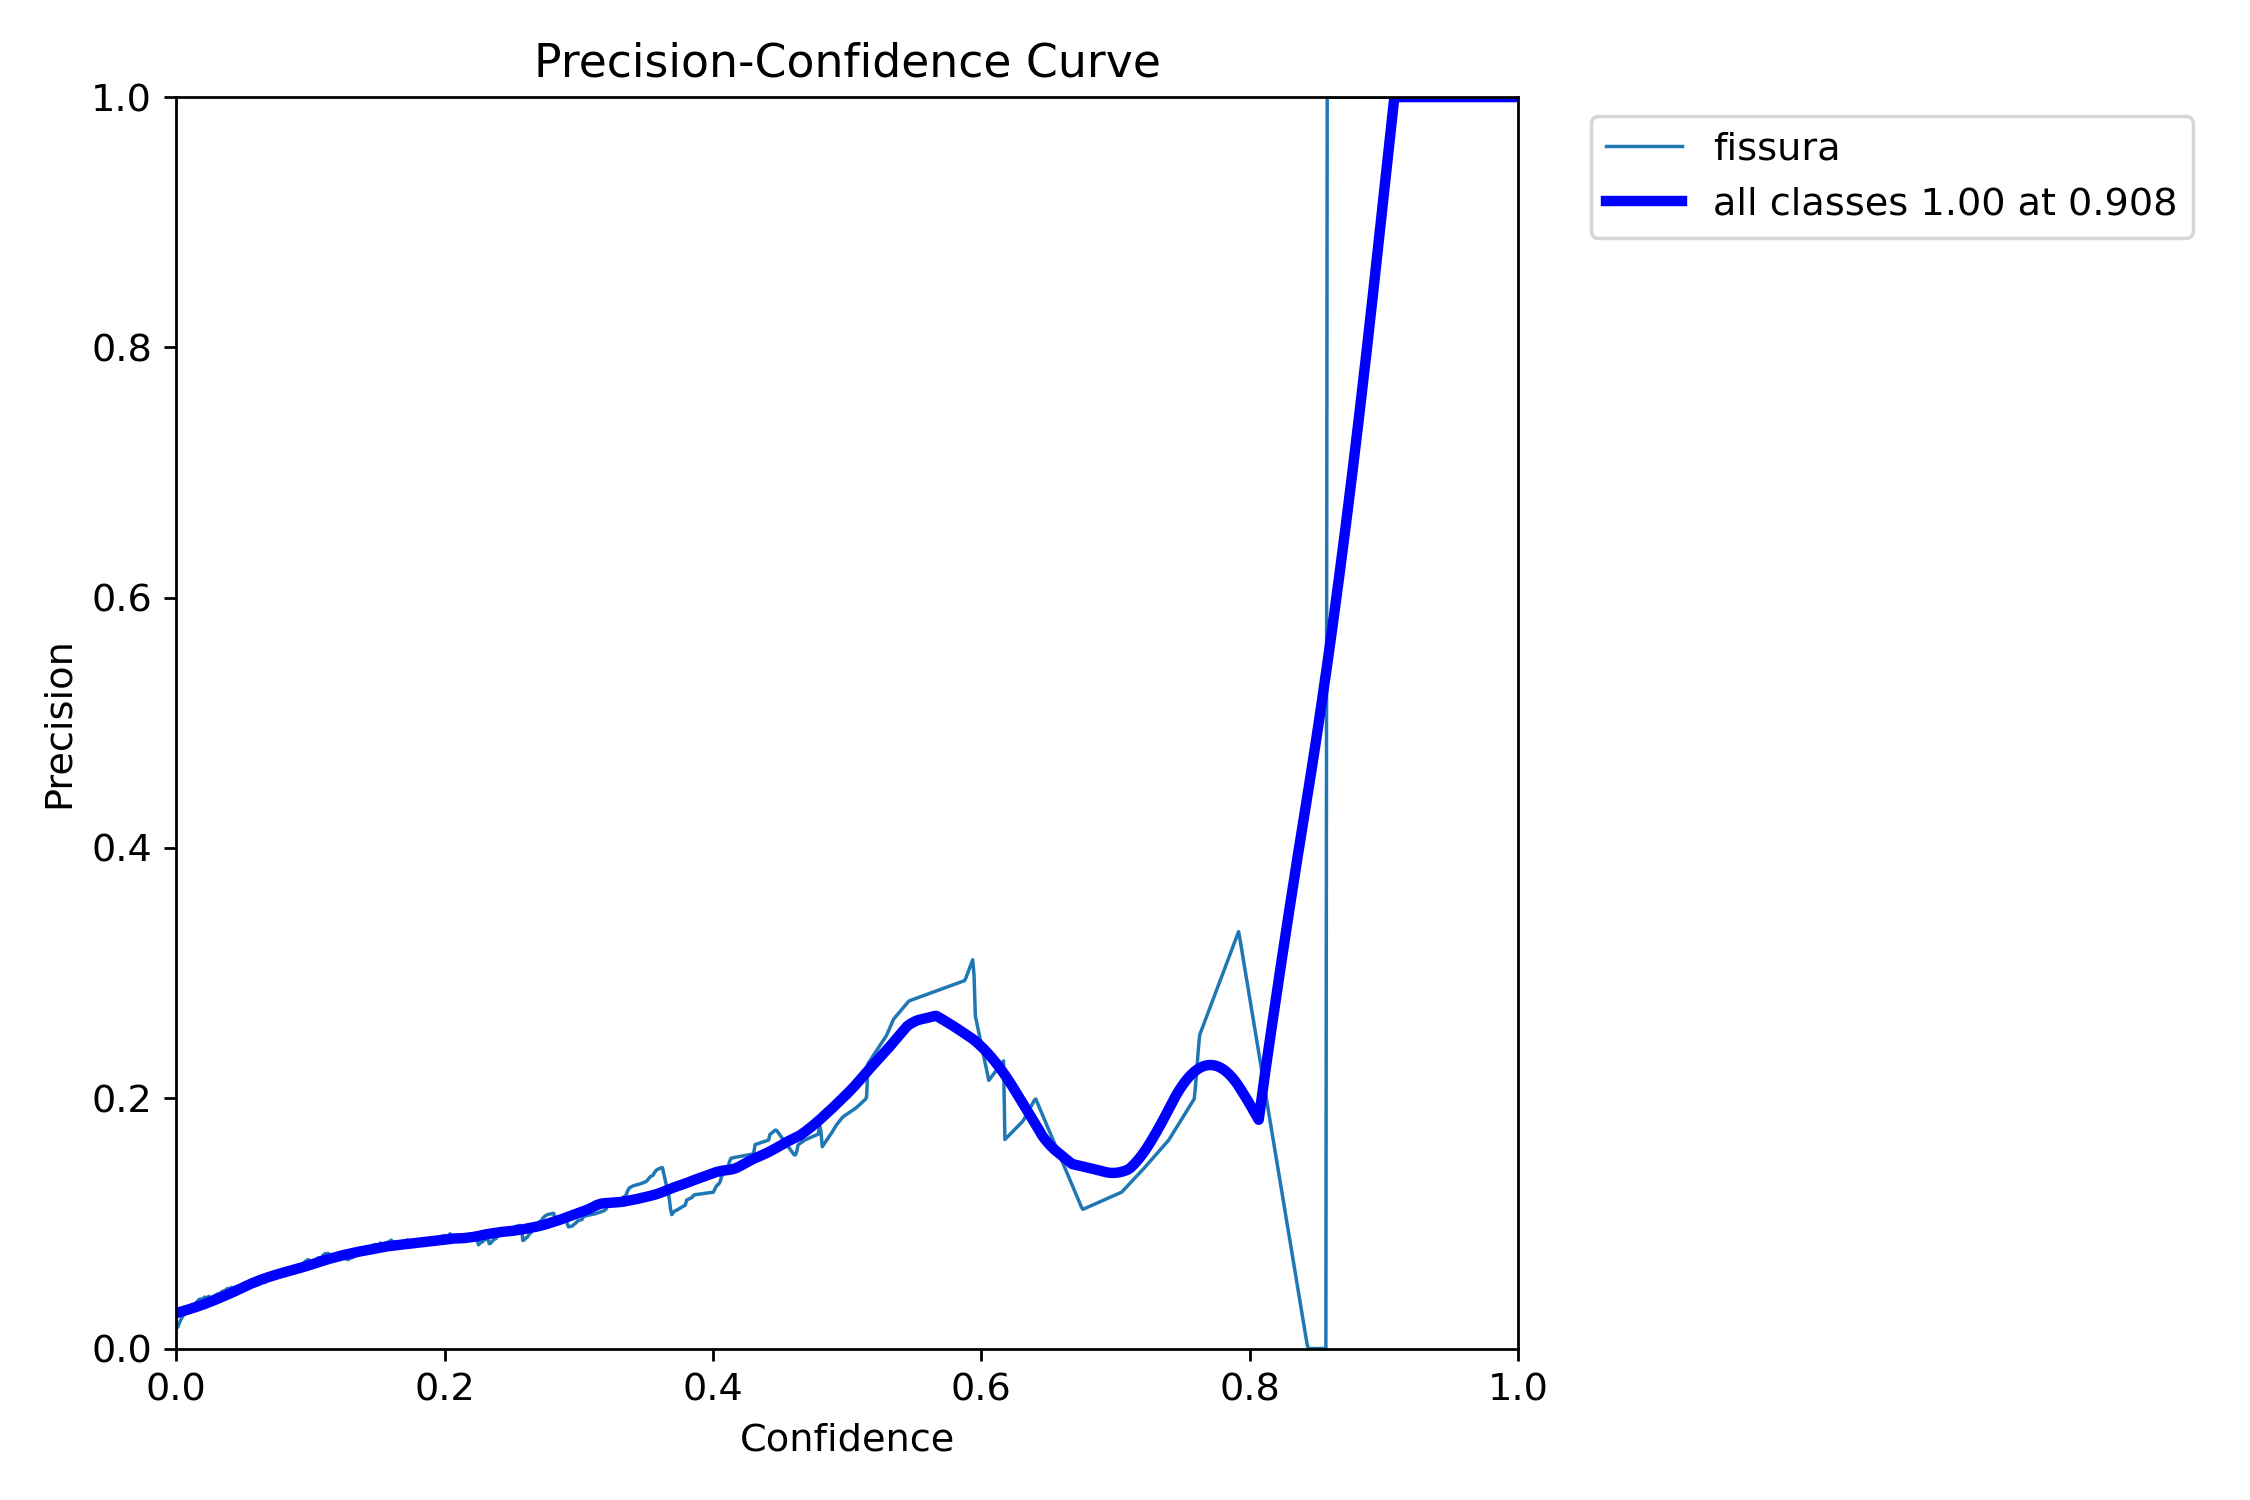 Precision-Confidence Curve
1.0
0.8
0.6
0.4
0.2
0.0
Precision
0.0 0.2 0.4 0.6 0.8 1.0
Confidence
fissura
all classes 1.00 at 0.908